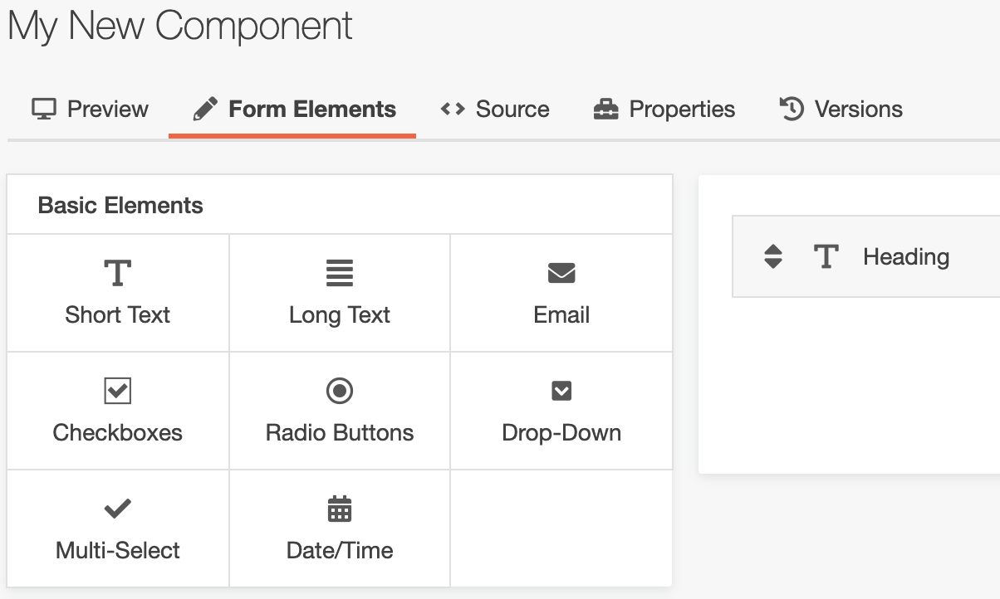 My New Component
Preview Form Elements Source Properties Versions
Basic Elements
Heading
Short Text Long Text Email
Checkboxes Radio Buttons Drop-Down
Multi-Select Date/Time